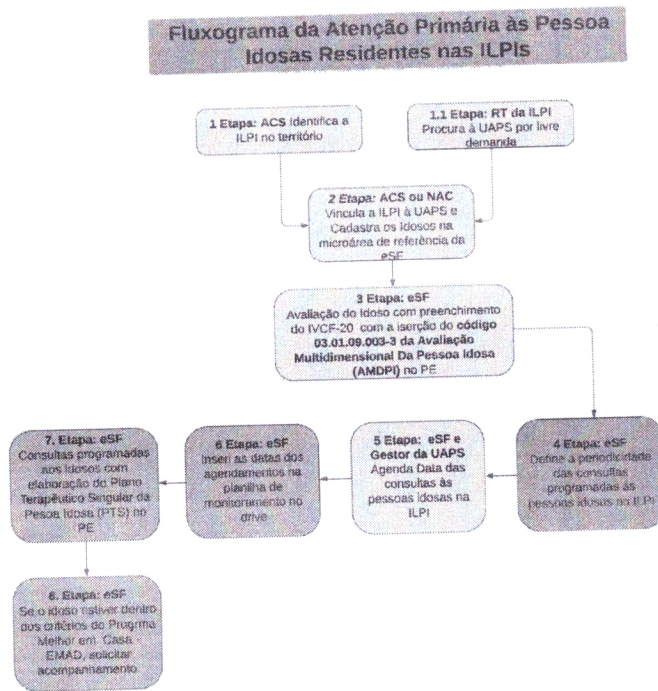 Fluxograma da Atenção Primária às Pessoa
Idosas Residentes nas ILPIs
1 Etapa: ACS Identifica a
ILPI no território
1.1 Etapa: RT da ILPI
Procura à UAPS por livre
demanda
2 Etapa: ACS ou NAC
Vincula a ILPI à UAPS e
Cadastra os Idosos na
microárea de referência da
eSF
3 Etapa: eSF
Avaliação do Idoso com preenchimento
do IVCF-20 com a iserção do código
03.01.09.003-3 da Avaliação
Multidimensional Da Pessoa Idosa
(AMDPI) no PE
4 Etapa: eSF
Define a periodicidade
das consultas
programadas às
pessoas idosas na ILPI
5 Etapa: eSF e
Gestor da UAPS
Agenda Data das
consultas às
pessoas idosas na
ILPI
6 Etapa: eSF
Inseri as datas dos
agendamentos na
planilha de
monitoramento no
drive
7. Etapa: eSF
Consultas programadas
aos Idosos com
elaboração do Plano
Terapêutico Singular da
Pesoa Idosa (PTS) no
PE
8. Etapa: eSF
Se o idoso estiver dentro
dos critérios do Progrma
Melhor em Casa -
EMAD, solicitar
acompanhamento.